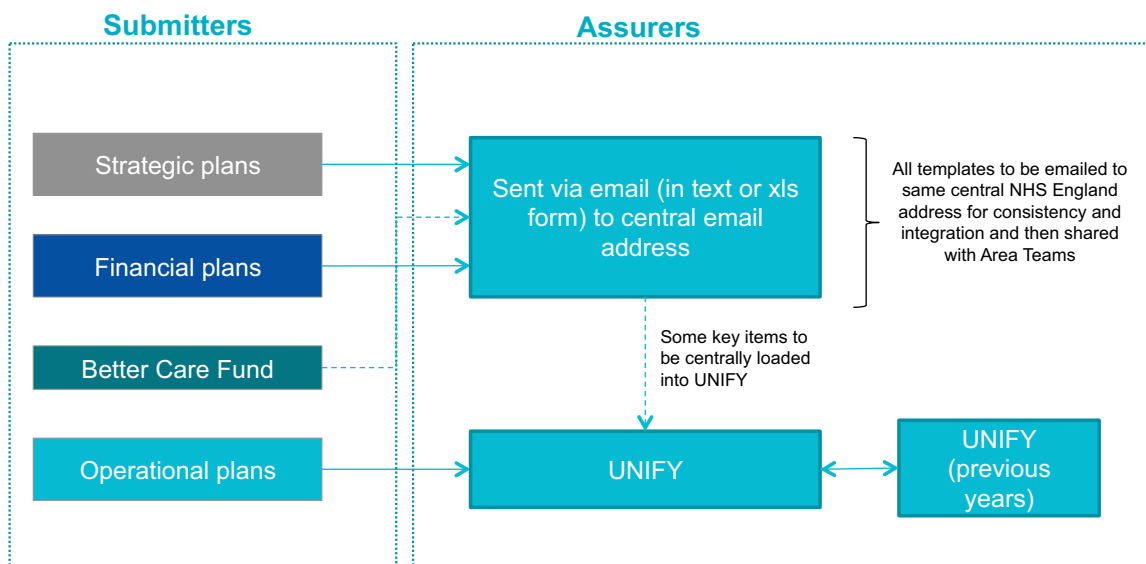 Submitters
Assurers
Strategic plans
Financial plans
Better Care Fund
Operational plans
Sent via email (in text or xls
form) to central email
address
All templates to be emailed to
same central NHS England
address for consistency and
integration and then shared
with Area Teams
Some key items to
be centrally loaded
into UNIFY
UNIFY
UNIFY
(previous
years)